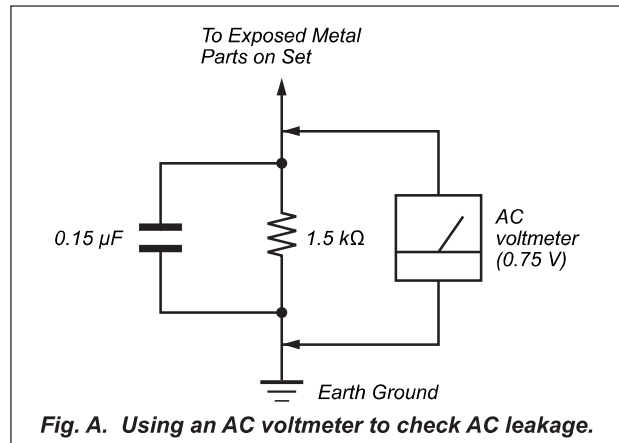 To Exposed Metal
Parts on Set
0.15 μF
1.5 kΩ
AC
voltmeter
(0.75 V)
Earth Ground
Fig. A. Using an AC voltmeter to check AC leakage.